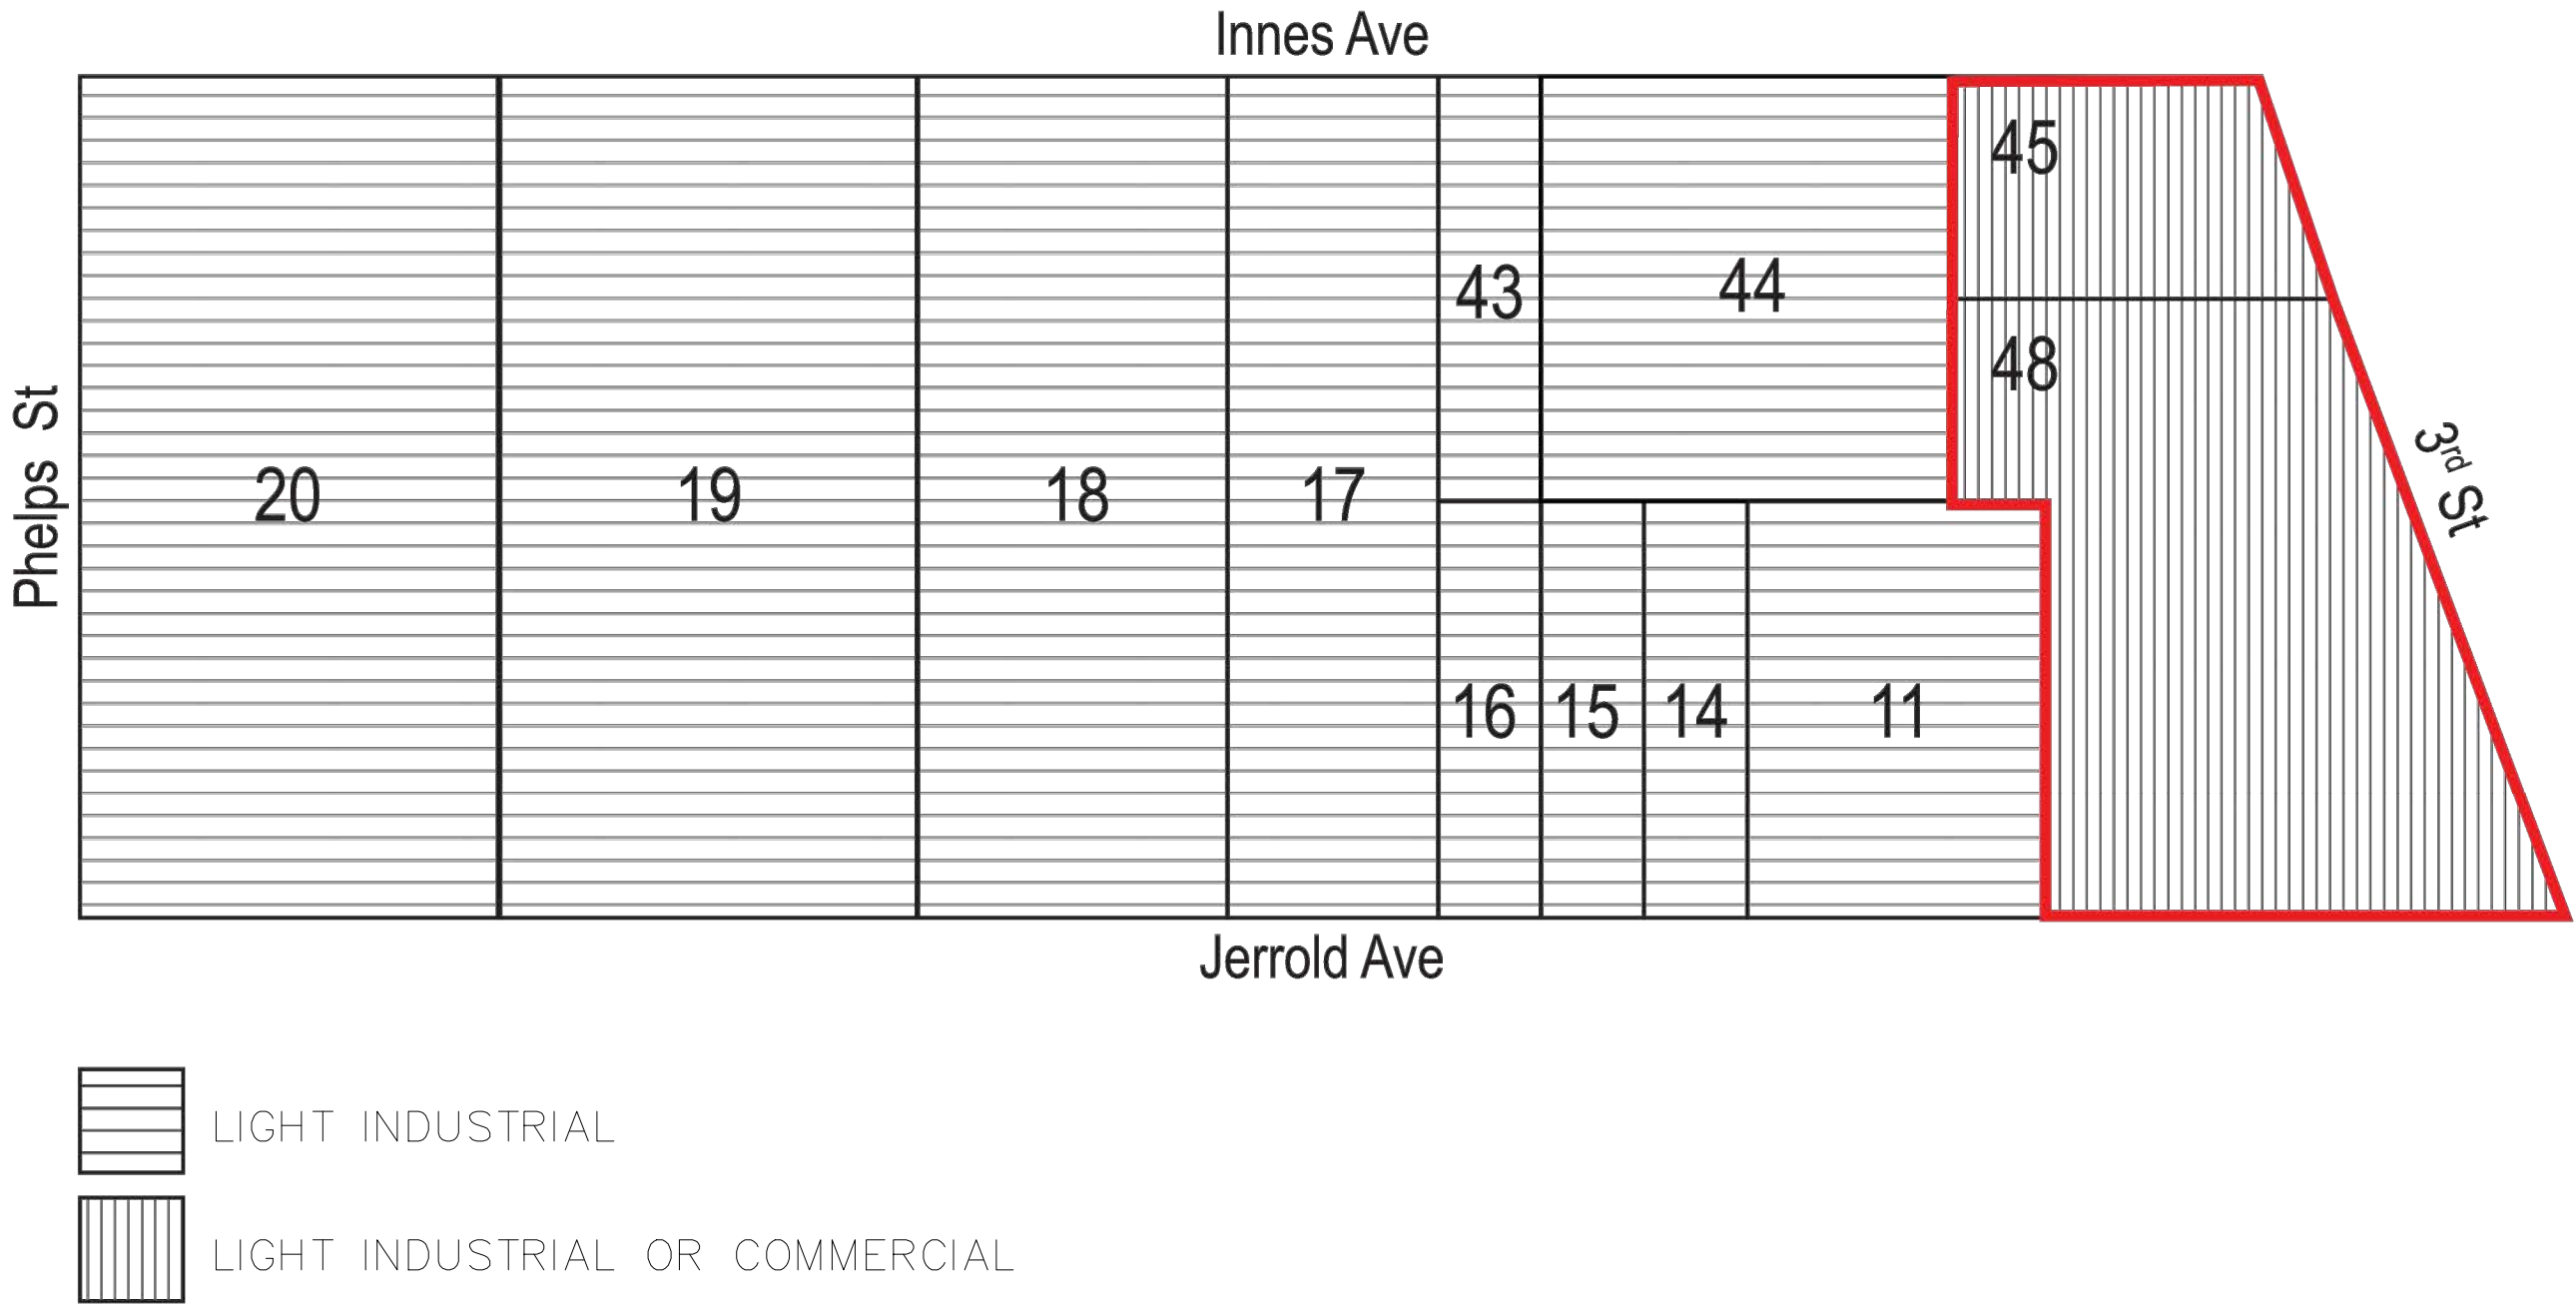 Innes Ave
45
43
44
48
Phelps St
20
19
18
17
3rd St
16
15
14
11
Jerrold Ave
LIGHT INDUSTRIAL
LIGHT INDUSTRIAL OR COMMERCIAL